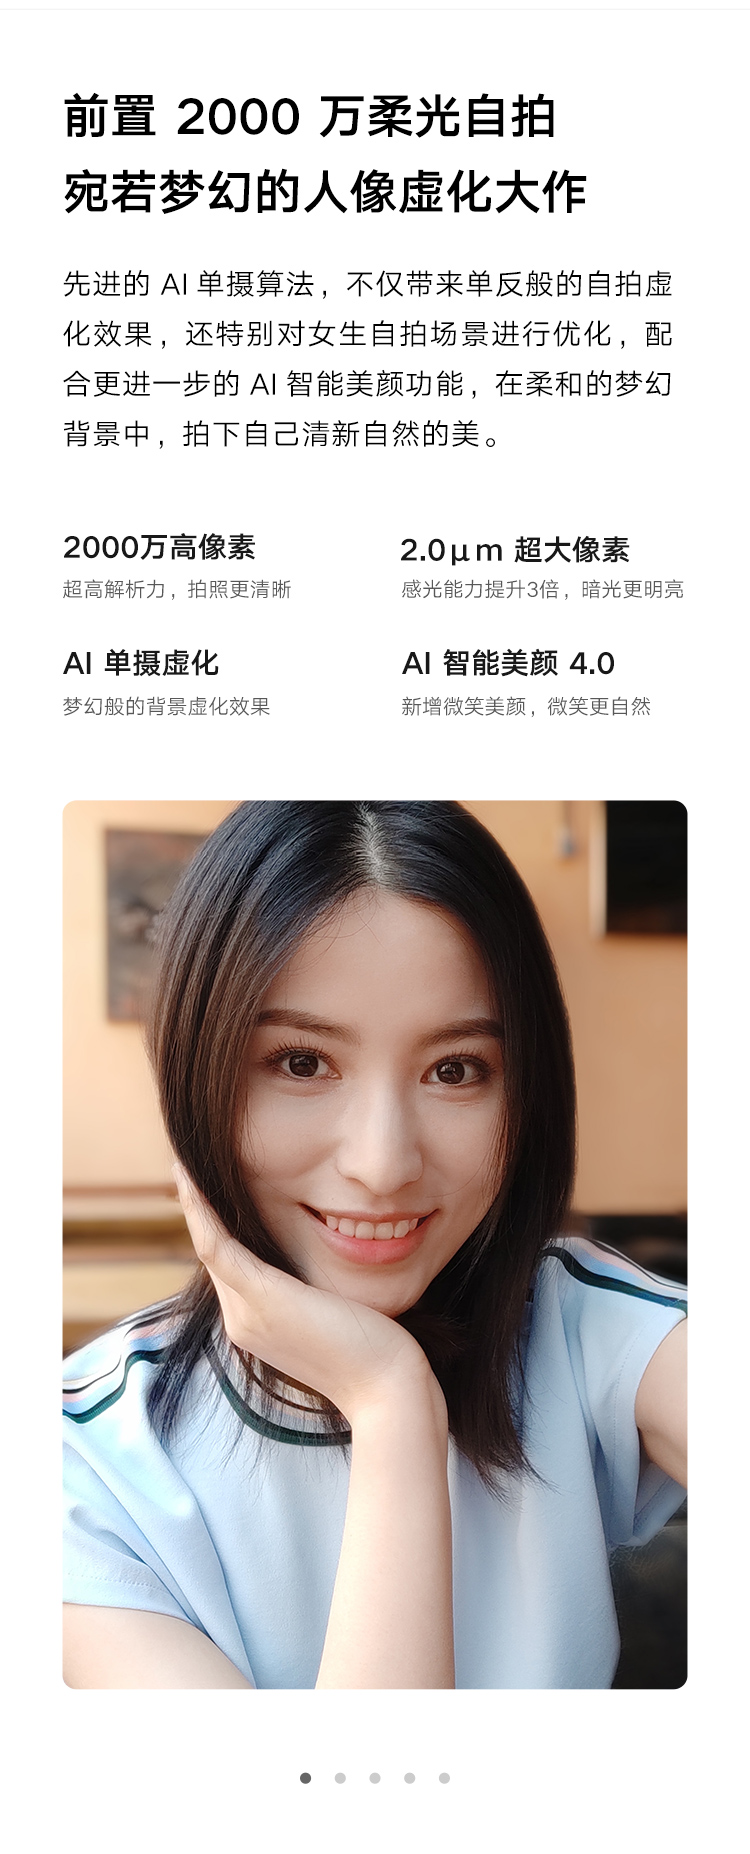 前置 2000 万柔光自拍
宛若梦幻的人像虚化大作
先进的 AI 单摄算法，不仅带来单反般的自拍虚
化效果，还特别对女生自拍场景进行优化，配
合更进一步的 AI 智能美颜功能，在柔和的梦幻
背景中，拍下自己清新自然的美。
2000万高像素
超高解析力，拍照更清晰
2.0μm 超大像素
感光能力提升3倍，暗光更明亮
AI 单摄虚化
梦幻般的背景虚化效果
AI 智能美颜 4.0
新增微笑美颜，微笑更自然